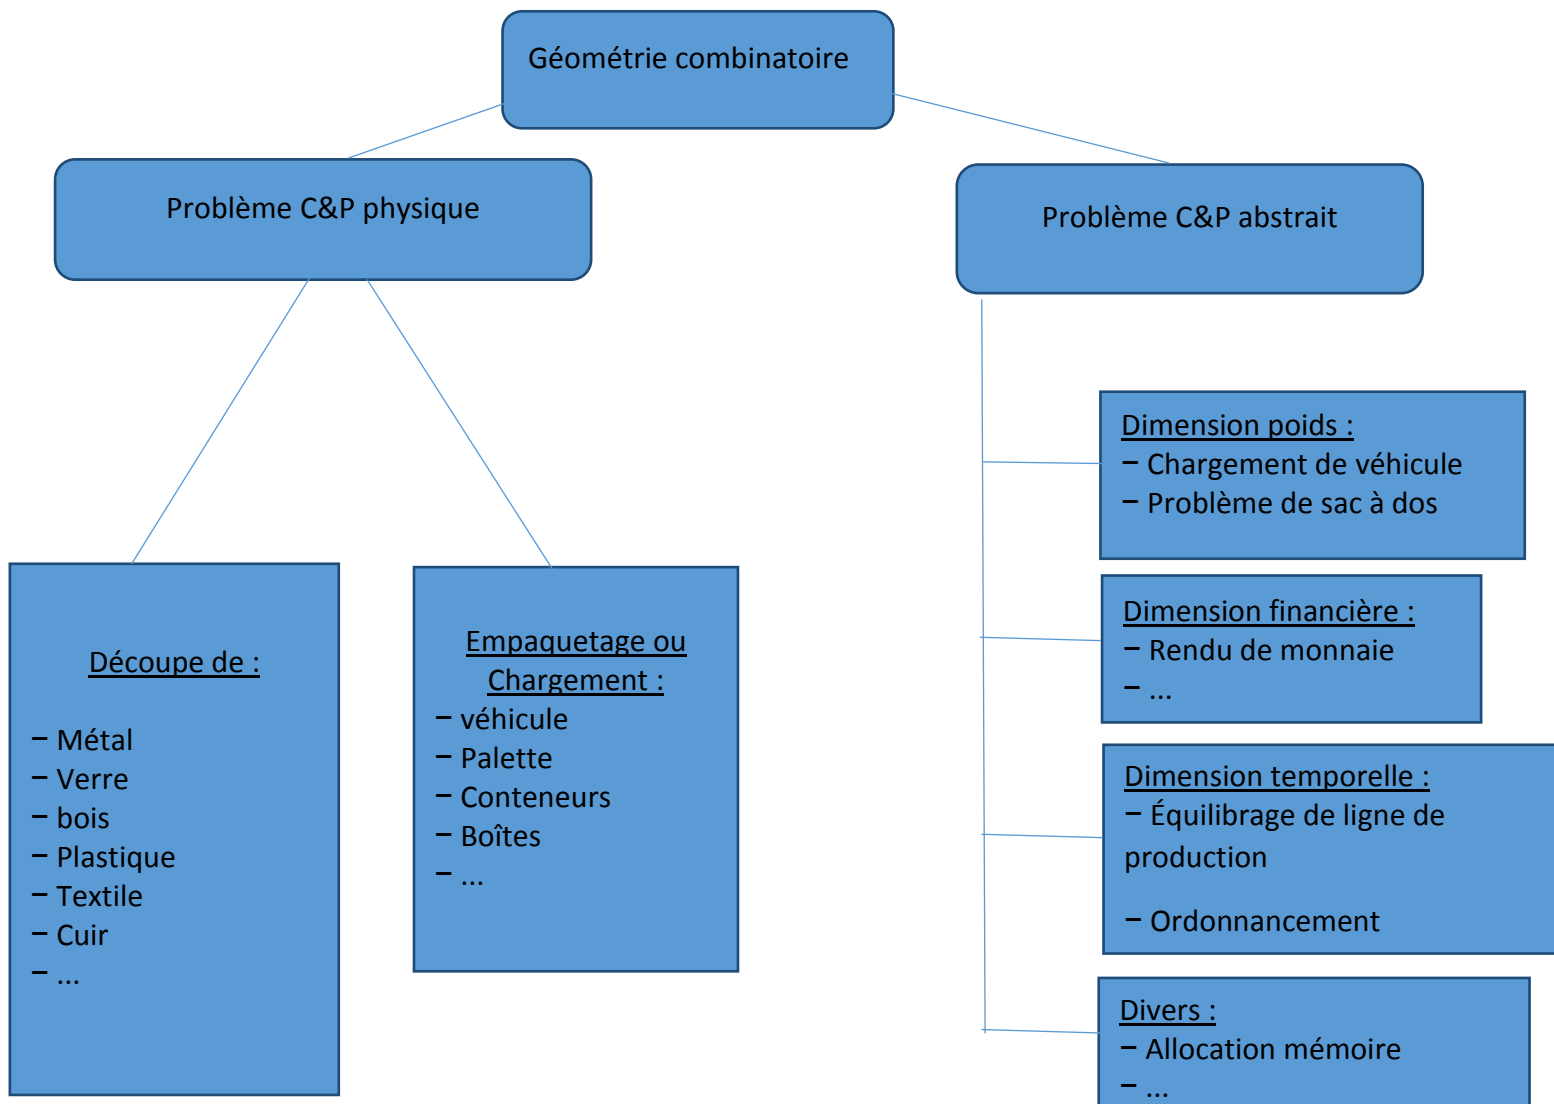 Géométrie combinatoire
Problème C&P physique
Problème C&P abstrait
Découpe de :
− Métal
− Verre
− bois
− Plastique
− Textile
− Cuir
− ...
Empaquetage ou
Chargement :
− véhicule
− Palette
− Conteneurs
− Boîtes
− ...
Dimension poids :
− Chargement de véhicule
− Problème de sac à dos
Dimension financière :
− Rendu de monnaie
− ...
Dimension temporelle :
− Équilibrage de ligne de
production
− Ordonnancement
Divers :
− Allocation mémoire
− ...